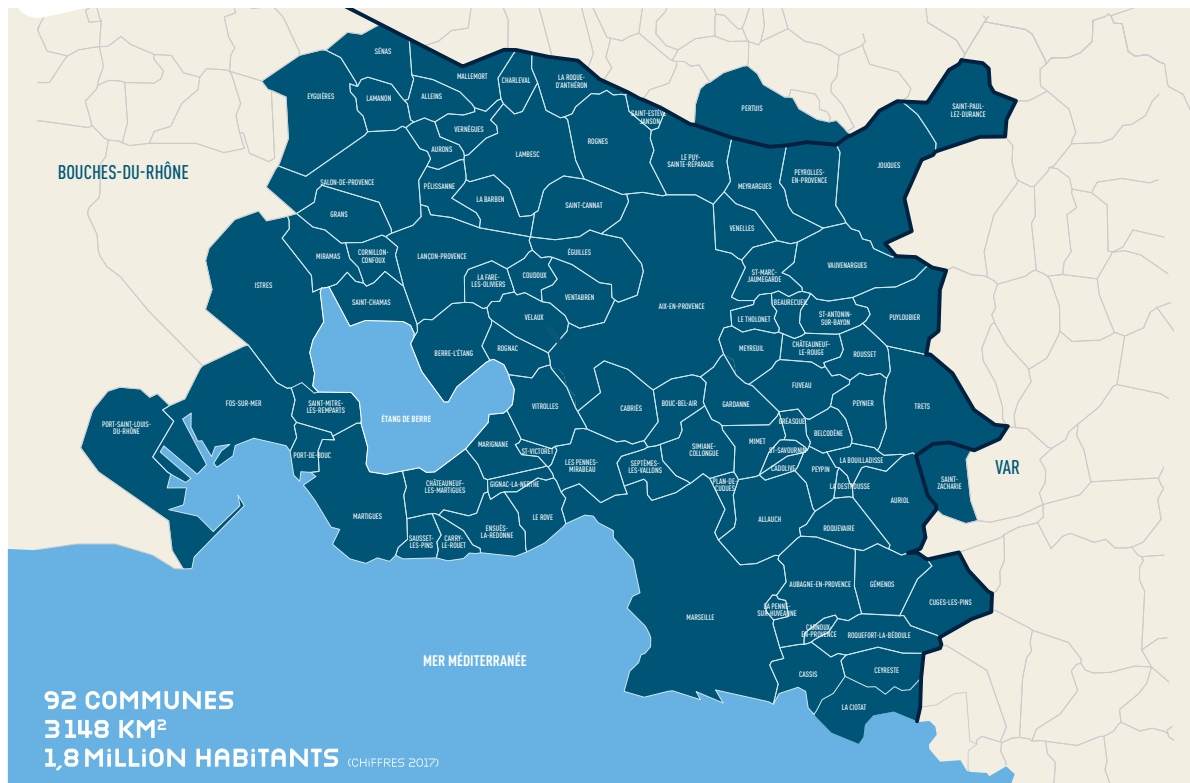 SÉNAS
MALLEMORT
CHARLEVAL
LA ROQUE-
D'ANTHÉRON
EYGUIÈRES
LAMANON
ALLEINS
PERTUIS
SAINT-PAUL-
LEZ-DURANCE
SAINT-ESTÈVE-
JANSON
VERNÈGUES
AURONS
LAMBESC
ROGNES
LE PUY-
SAINTE-RÉPARADE
BOUCHES-DU-RHÔNE
JOUQUES
SALON-DE-PROVENCE
PÉLISSANNE
MEYRARGUES
PEYROLLES-
EN-PROVENCE
LA BARBEN
SAINT-CANNAT
GRANS
VENELLES
MIRAMAS
CORNILLON-
CONFOUX
LANÇON-PROVENCE
ÉGUILLES
VAUVENARGUES
ISTRES
LA FARE-
LES-OLIVIERS
COUDOUX
ST-MARC-
JAUMEGARDE
VENTABREN
SAINT-CHAMAS
AIX-EN-PROVENCE
BEAURECUEIL
VELAUX
LE THOLONET
ST-ANTONIN-
SUR-BAYON
PUYLOUBIER
BERRE-L'ÉTANG
ROGNAC
MEYREUIL
CHÂTEAUNEUF-
LE-ROUGE
ROUSSET
FUVEAU
FOS-SUR-MER
SAINT-MITRE-
LES-REMPARTS
VITROLLES
CABRIÈS
BOUC-BEL-AIR
GARDANNE
PEYNIER
TRETS
ÉTANG DE BERRE
PORT-SAINT-LOUIS-
DU-RHÔNE
GRÉASQUE
BELCODÈNE
MARIGNANE
ST-VICTORET
SIMIANE-
COLLONGUE
MIMET
ST-SAVOURNIN
PORT-DE-BOUC
LES PENNES-
MIRABEAU
SEPTÈMES-
LES-VALLONS
CADOLIVE
PEYPIN
LA BOUILLADISSE
VAR
CHÂTEAUNEUF-
LES-MARTIGUES
GIGNAC-LA-NERTHE
PLAN-DE-
CUQUES
LA DESTROUSSE
SAINT-
ZACHARIE
AURIOL
MARTIGUES
LE ROVE
ALLAUCH
ROQUEVAIRE
SAUSSET-
LES-PINS
CARRY-
LE-ROUET
ENSUÈS-
LA-REDONNE
AUBAGNE-EN-PROVENCE
GÉMENOS
CUGES-LES-PINS
MARSEILLE
LA PENNE-
SUR-HUVEAUNE
CARNOUX-
EN-PROVENCE
ROQUEFORT-LA-BÉDOULE
MER MÉDITERRANÉE
CASSIS
CEYRESTE
LA CIOTAT
92 COMMUNES
3148 KM²
1,8 MILLION HABITANTS (CHIFFRES 2017)